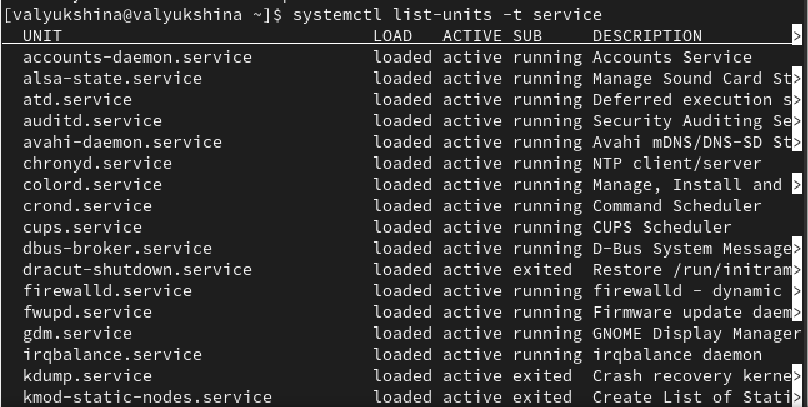 [valyukshina@valyukshina ~]$ systemctl list-units -t service
  UNIT                               LOAD   ACTIVE SUB     DESCRIPTION         >
  accounts-daemon.service            loaded active running Accounts Service
  alsa-state.service                 loaded active running Manage Sound Card St>
  atd.service                        loaded active running Deferred execution s>
  auditd.service                     loaded active running Security Auditing Se>
  avahi-daemon.service               loaded active running Avahi mDNS/DNS-SD St>
  chronyd.service                    loaded active running NTP client/server
  colord.service                     loaded active running Manage, Install and >
  crond.service                      loaded active running Command Scheduler
  cups.service                       loaded active running CUPS Scheduler
  dbus-broker.service                loaded active running D-Bus System Message>
  dracut-shutdown.service            loaded active exited  Restore /run/initram>
  firewalld.service                  loaded active running firewalld - dynamic >
  fwupd.service                      loaded active running Firmware update daem>
  gdm.service                        loaded active running GNOME Display Manager
  irqbalance.service                 loaded active running irqbalance daemon
  kdump.service                      loaded active exited  Crash recovery kerne>
  kmod-static-nodes.service          loaded active exited  Create List of Stati>